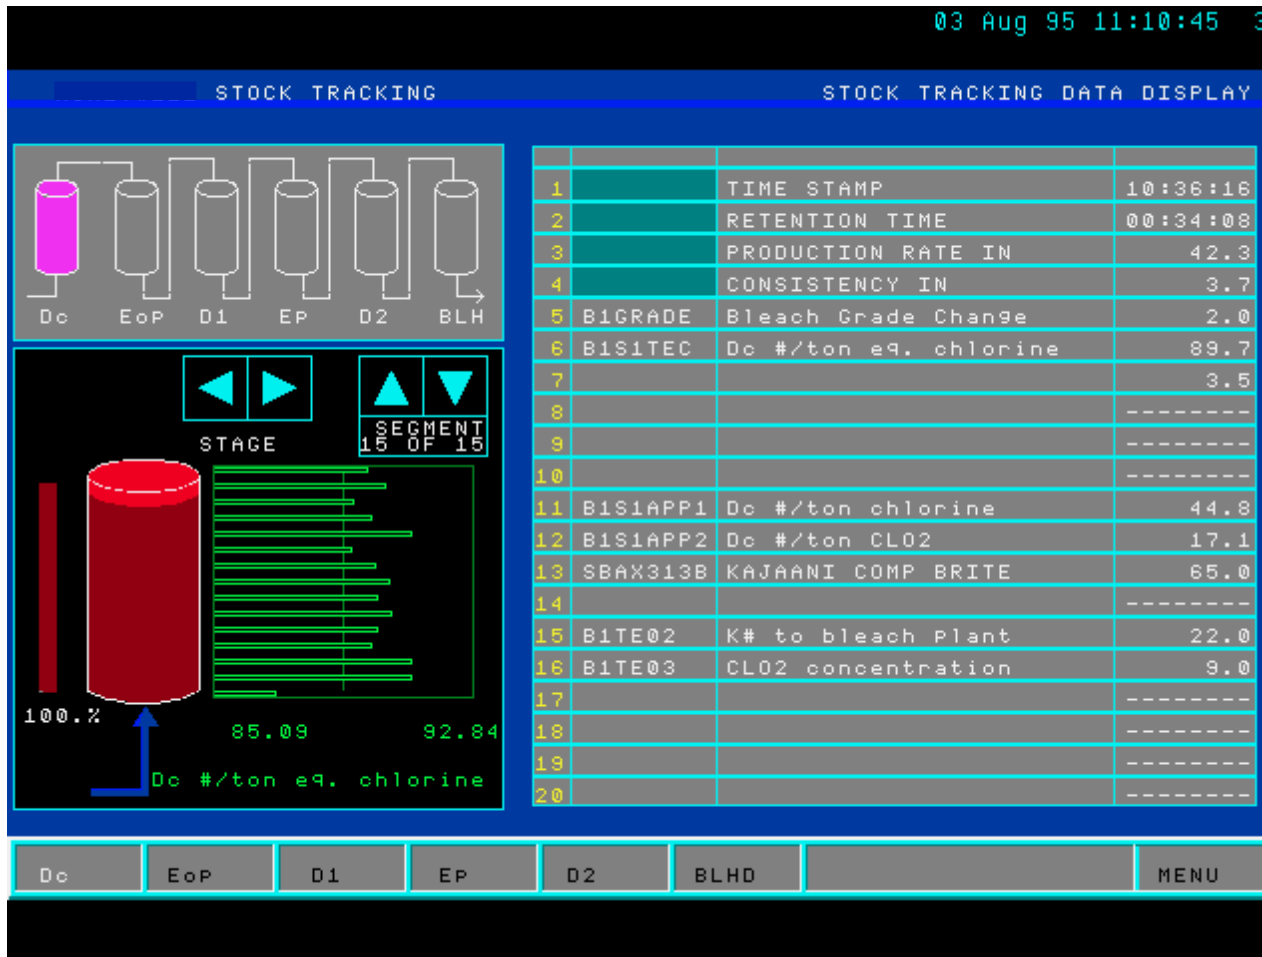 03 Aug 95 11:10:45
STOCK TRACKING STOCK TRACKING DATA DISPLAY
Dc EoP D1 EP D2 BLH
STAGE
SEGMENT
15 OF 15
100.%
85.09 92.84
Dc #/ton eq. chlorine
1 TIME STAMP 10:36:16
2 RETENTION TIME 00:34:08
3 PRODUCTION RATE IN 42.3
4 CONSISTENCY IN 3.7
5 B1GRADE Bleach Grade Change 2.0
6 B1S1TEC Dc #/ton eq. chlorine 89.7
7 3.5
8 --------
9 --------
10 --------
11 B1S1APP1 Dc #/ton chlorine 44.8
12 B1S1APP2 Dc #/ton CLO2 17.1
13 SBAX313B KAJAANI COMP BRITE 65.0
14 --------
15 B1TE02 K# to bleach Plant 22.0
16 B1TE03 CLO2 concentration 9.0
17 --------
18 --------
19 --------
20 --------
Dc EoP D1 EP D2 BLHD MENU